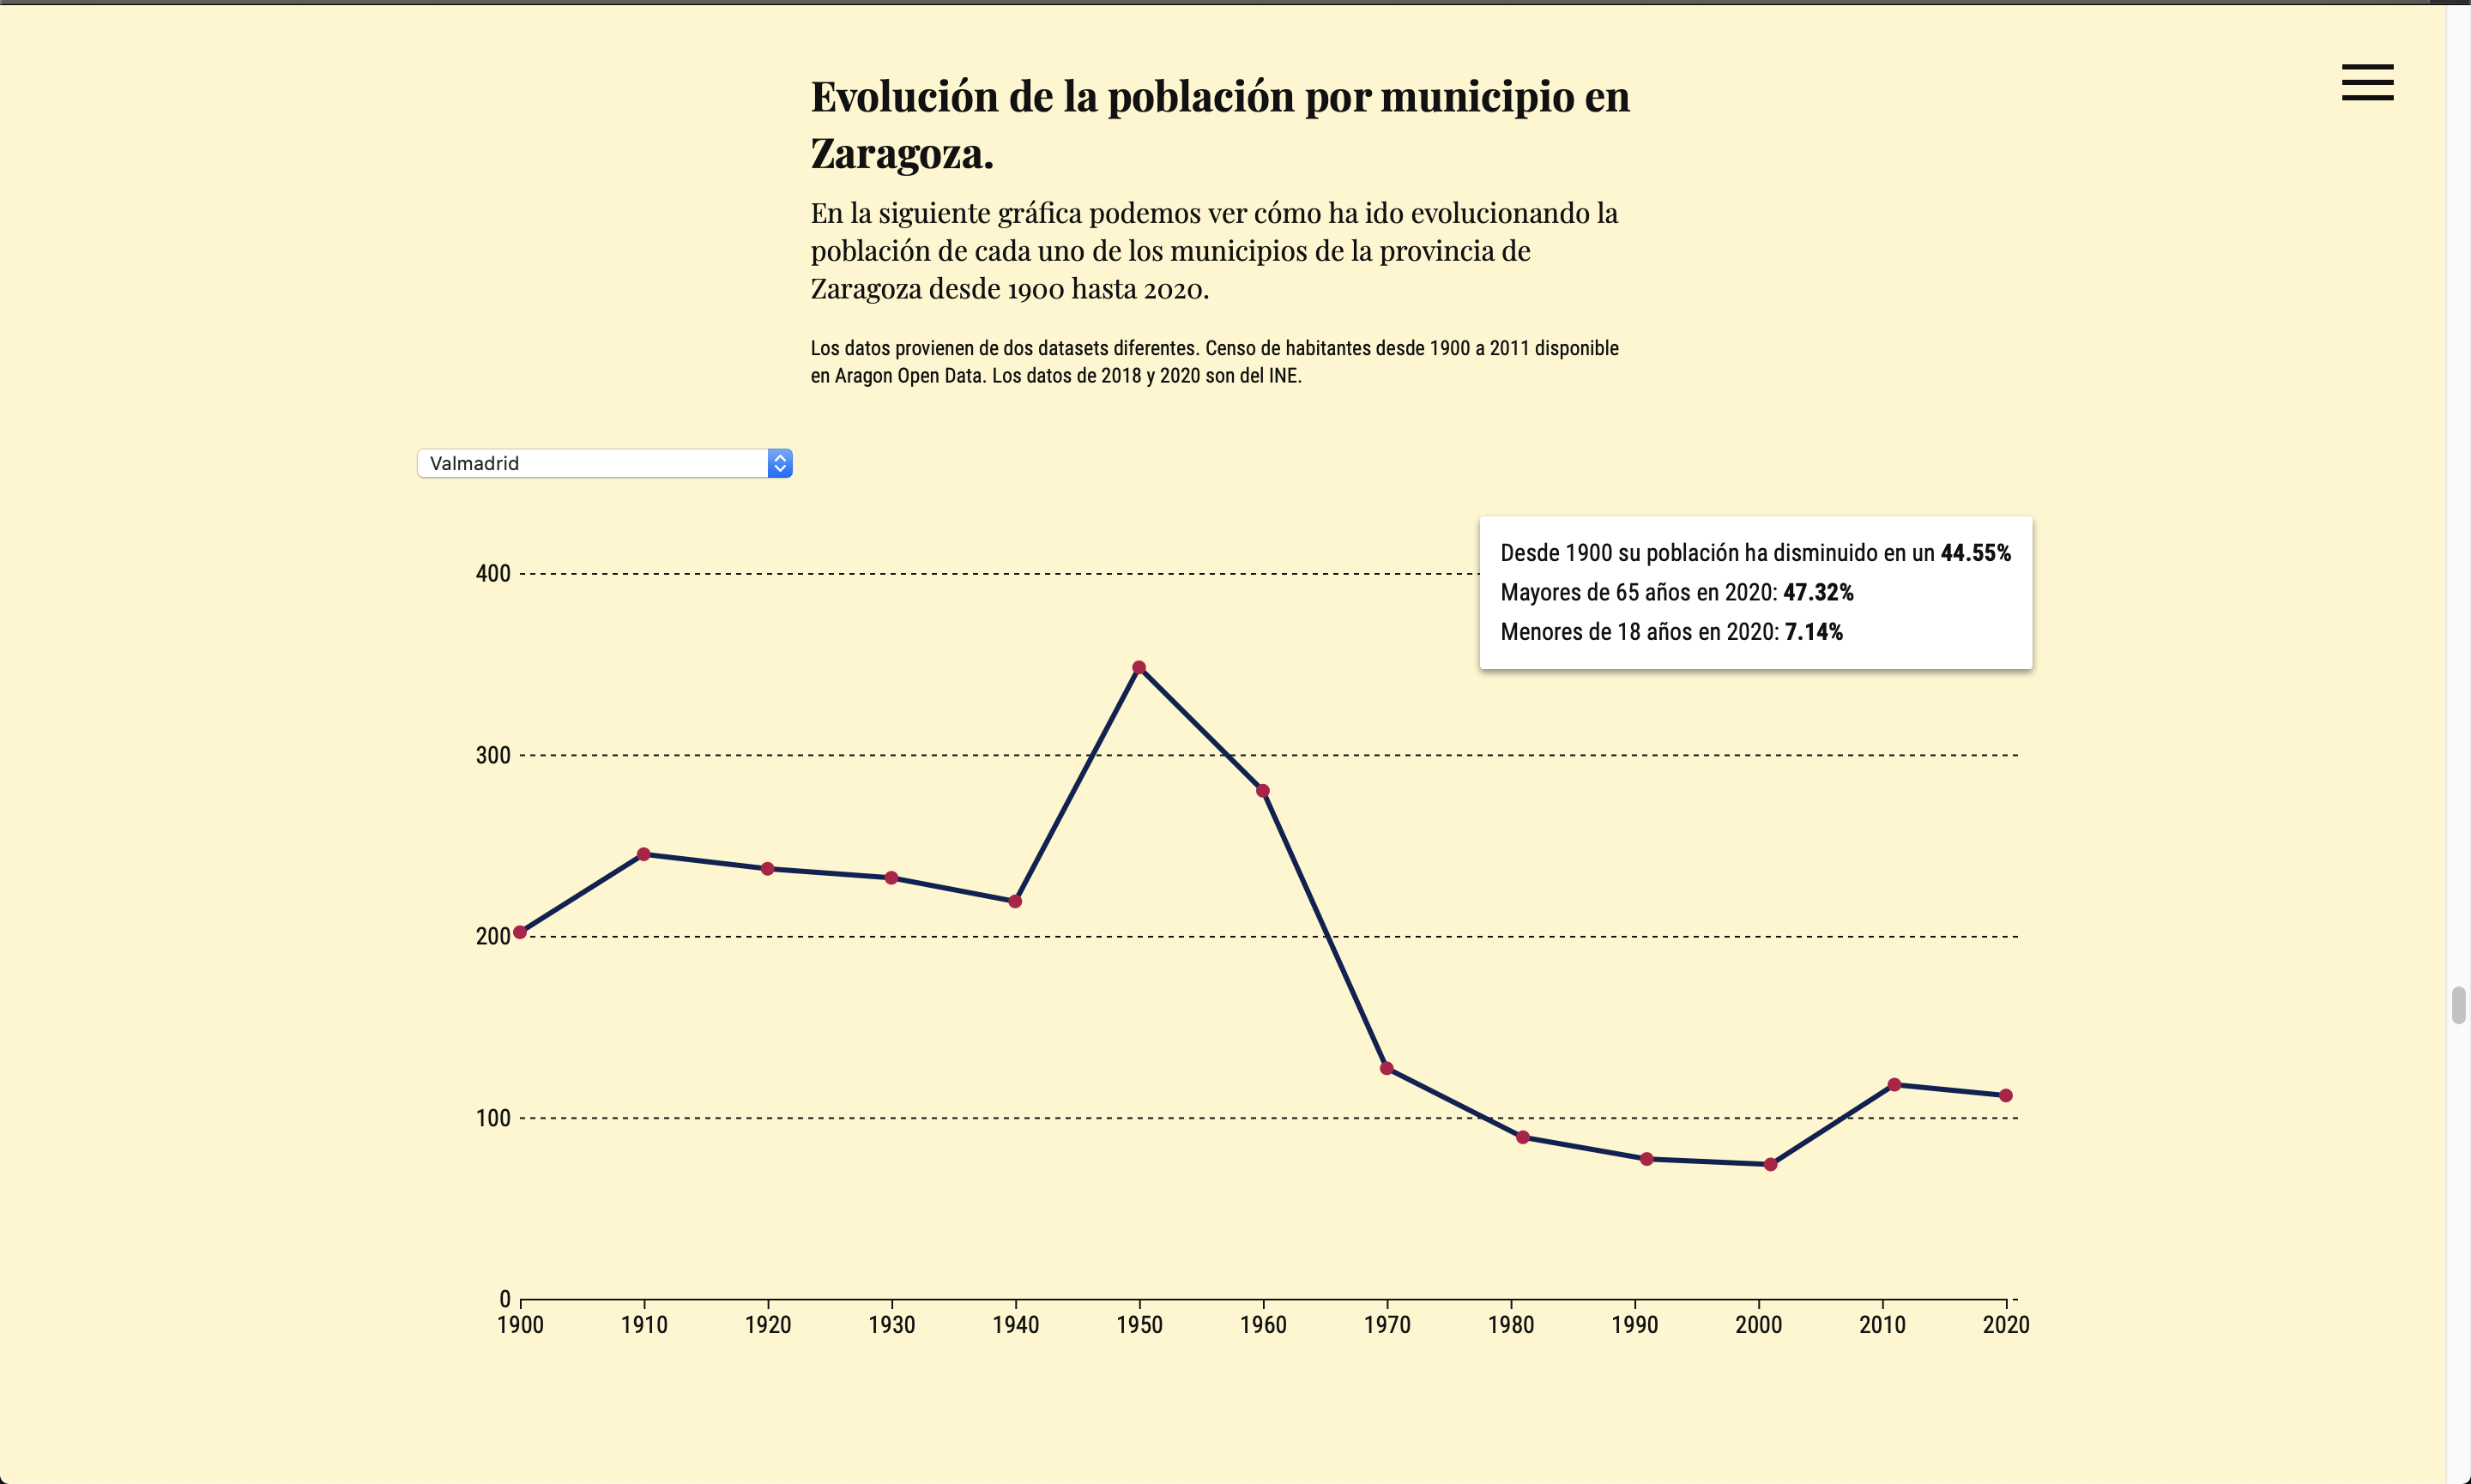 Evolución de la población por municipio en
Zaragoza.
En la siguiente gráfica podemos ver cómo ha ido evolucionando la
población de cada uno de los municipios de la provincia de
Zaragoza desde 1900 hasta 2020.
Los datos provienen de dos datasets diferentes. Censo de habitantes desde 1900 a 2011 disponible
en Aragon Open Data. Los datos de 2018 y 2020 son del INE.
Valmadrid
Desde 1900 su población ha disminuido en un 44.55%
Mayores de 65 años en 2020: 47.32%
Menores de 18 años en 2020: 7.14%
400
300
200
100
0
1900 1910 1920 1930 1940 1950 1960 1970 1980 1990 2000 2010 2020